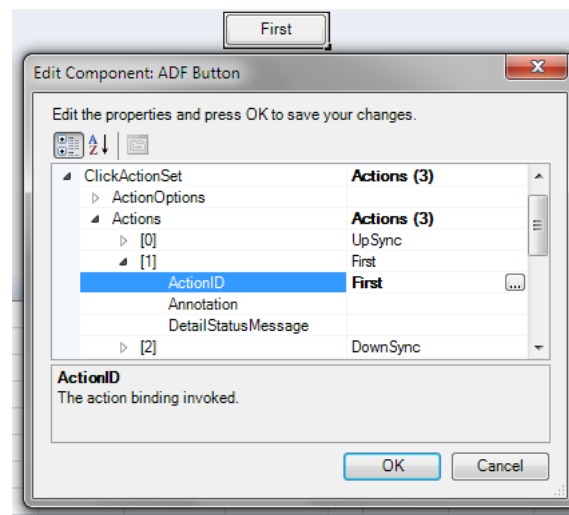 First
Edit Component: ADF Button
Edit the properties and press OK to save your changes.
ClickActionSet Actions (3)
ActionOptions
Actions Actions (3)
[0] UpSync
[1] First
ActionID First ...
Annotation
DetailStatusMessage
[2] DownSync
ActionID
The action binding invoked.
OK Cancel